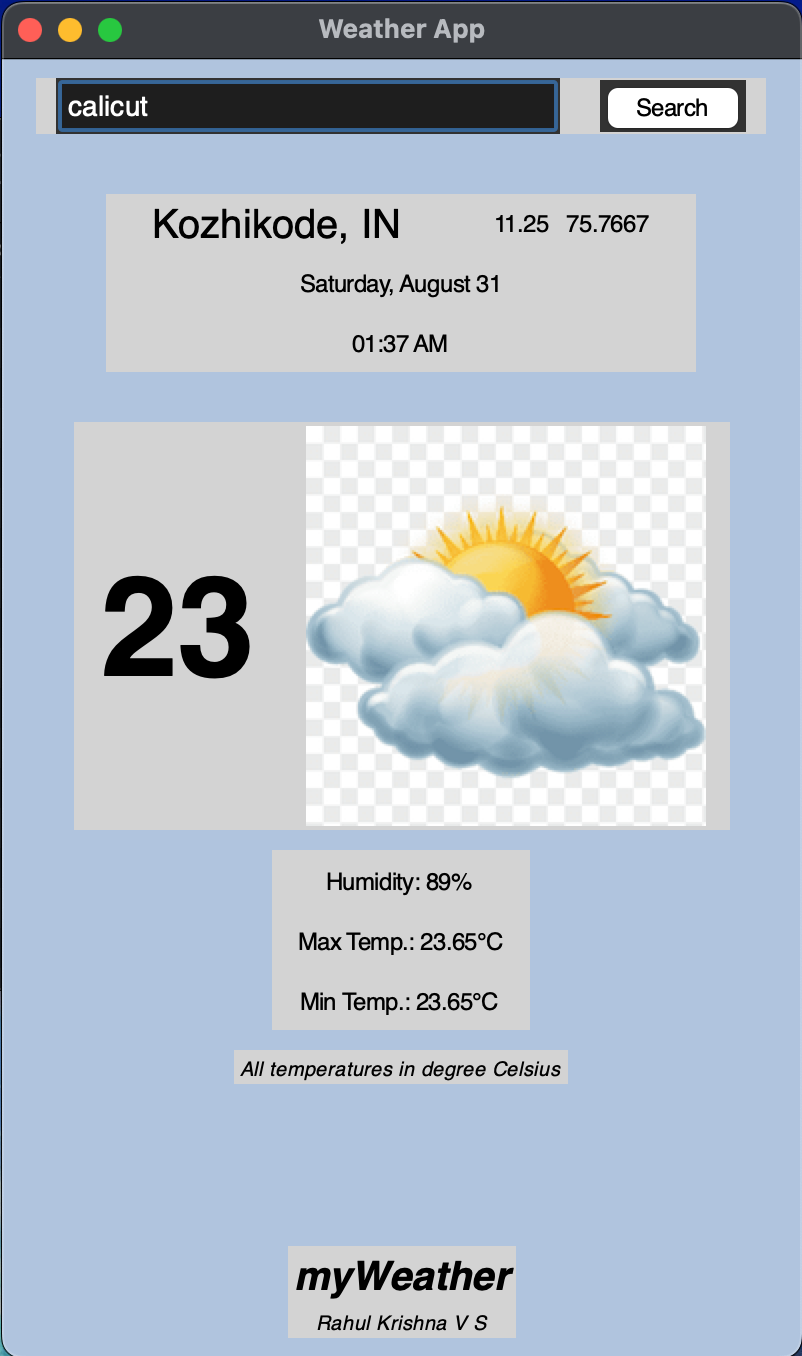 Weather App
calicut Search
Kozhikode, IN 11.25 75.7667
Saturday, August 31
01:37 AM
23
Humidity: 89%
Max Temp.: 23.65°C
Min Temp.: 23.65°C
All temperatures in degree Celsius
myWeather
Rahul Krishna V S